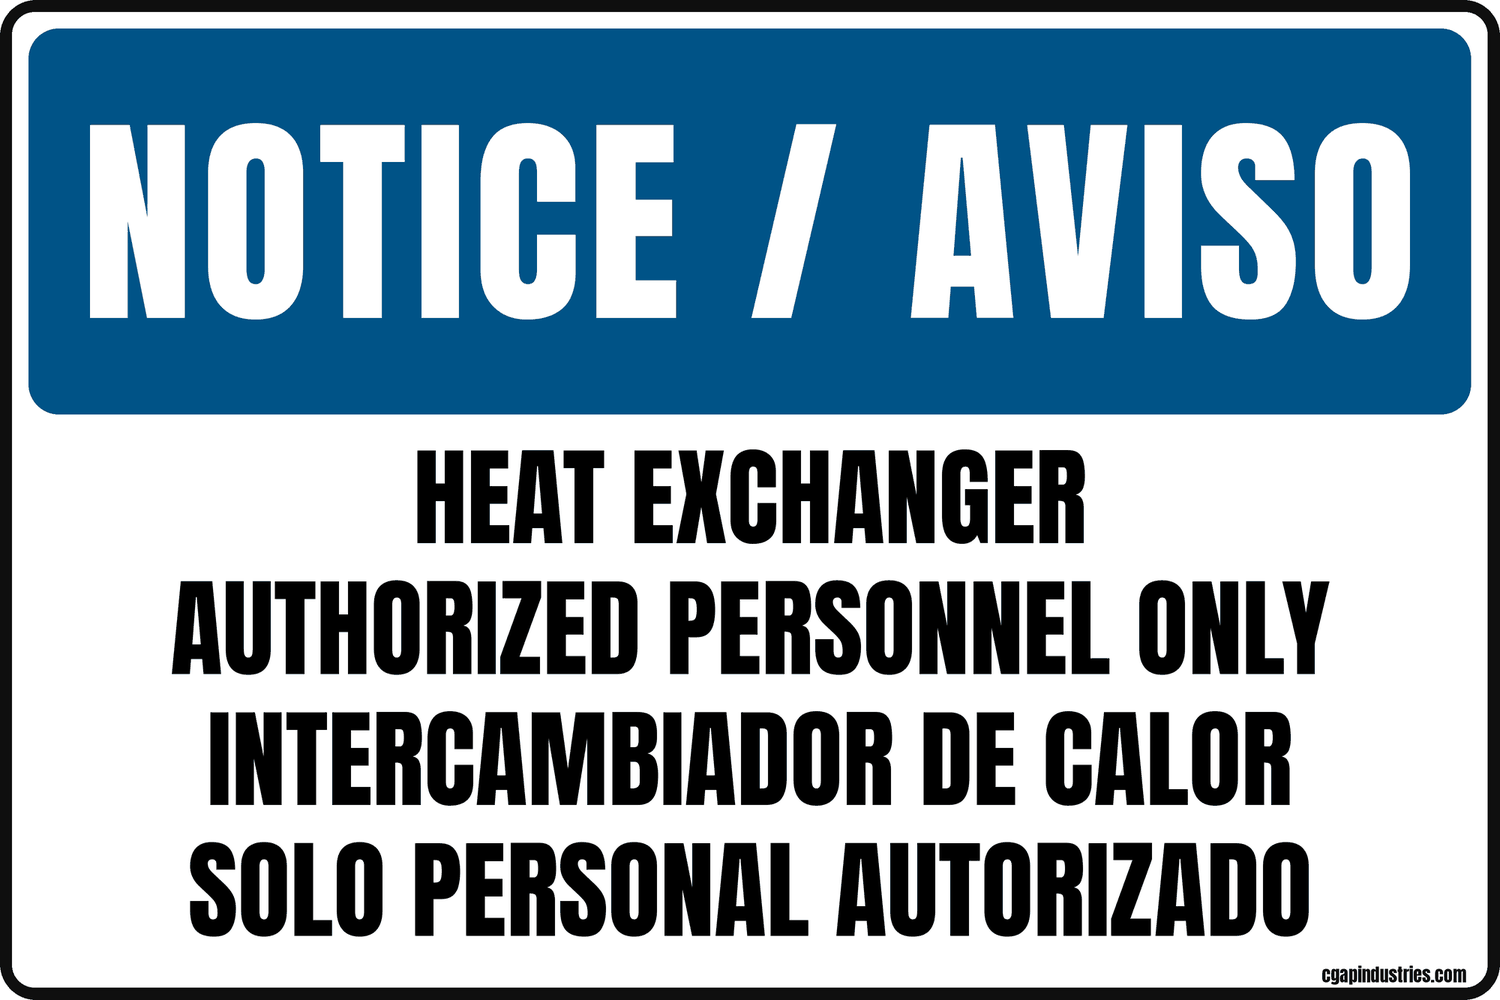 NOTICE / AVISO
HEAT EXCHANGER
AUTHORIZED PERSONNEL ONLY
INTERCAMBIADOR DE CALOR
SOLO PERSONAL AUTORIZADO
cgapindustries.com